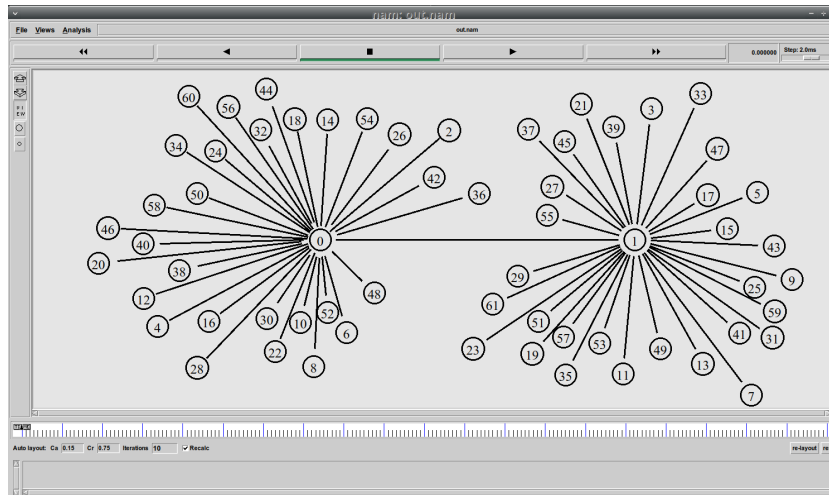 nam: out.nam
File Views Analysis out.nam
0.000000 Step: 2.0ms
44 33
60 56 21 3
18 14 54 37 39
32 26 2 45
34 24 47
42 27 17 5
50 36
58 55
46 15
40 0 1 43
20 38 29 9
12 48 61 25
30 10 52 51 59
4 16 6 57 41 31
22 53 49
28 8 23 19 35 11 13
7
Auto layout: Ca 0.15 Cr 0.75 Iterations 10 Recalc re-layout re